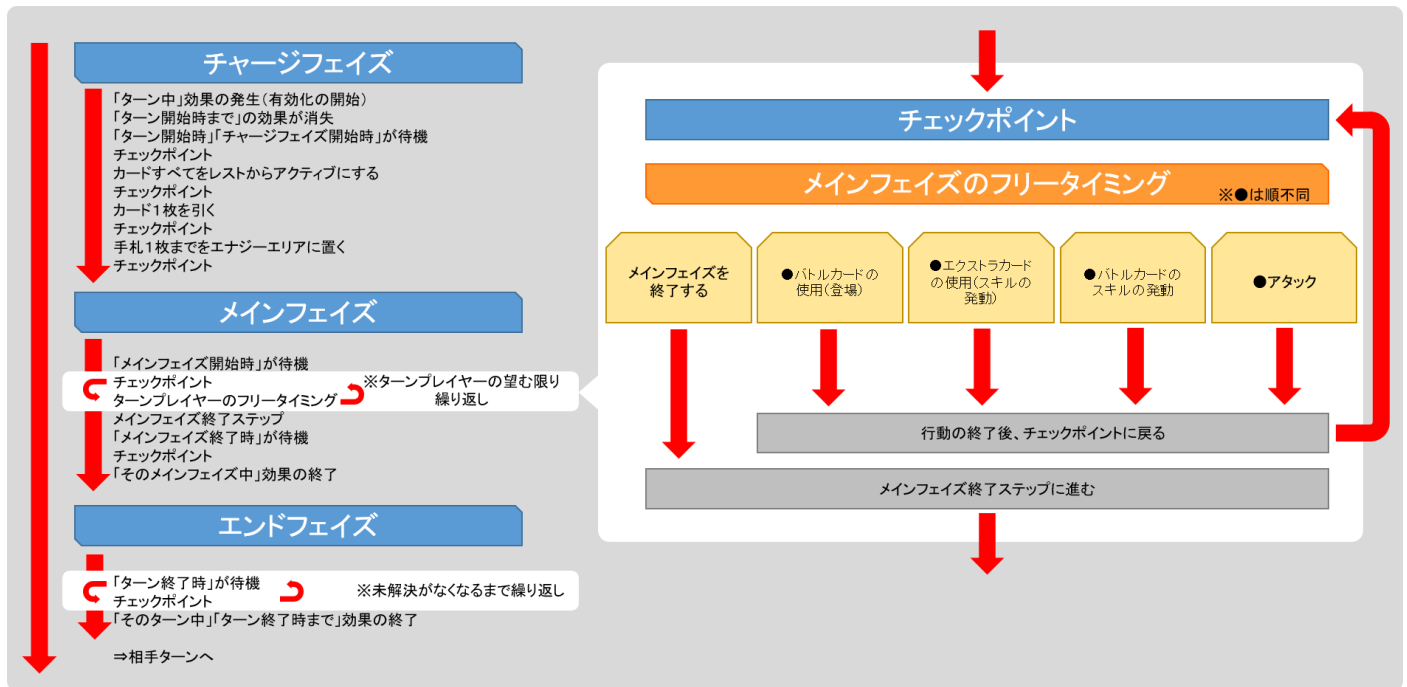 チャージフェイズ
「ターン中」効果の発生(有効化の開始)
「ターン開始時まで」の効果が消失
「ターン開始時」「チャージフェイズ開始時」が待機
チェックポイント
カードすべてをレストからアクティブにする
チェックポイント
カード1枚を引く
チェックポイント
手札1枚までをエナジーエリアに置く
チェックポイント
メインフェイズ
「メインフェイズ開始時」が待機
チェックポイント
ターンプレイヤーのフリータイミング
※ターンプレイヤーの望む限り
繰り返し
メインフェイズ終了ステップ
「メインフェイズ終了時」が待機
チェックポイント
「そのメインフェイズ中」効果の終了
エンドフェイズ
「ターン終了時」が待機
チェックポイント
※未解決がなくなるまで繰り返し
「そのターン中」「ターン終了時まで」効果の終了
⇒相手ターンへ
チェックポイント
メインフェイズのフリータイミング
※●は順不同
メインフェイズを
終了する
●バトルカードの
使用(登場)
●エクストラカード
の使用(スキルの
発動)
●バトルカードの
スキルの発動
●アタック
行動の終了後、チェックポイントに戻る
メインフェイズ終了ステップに進む